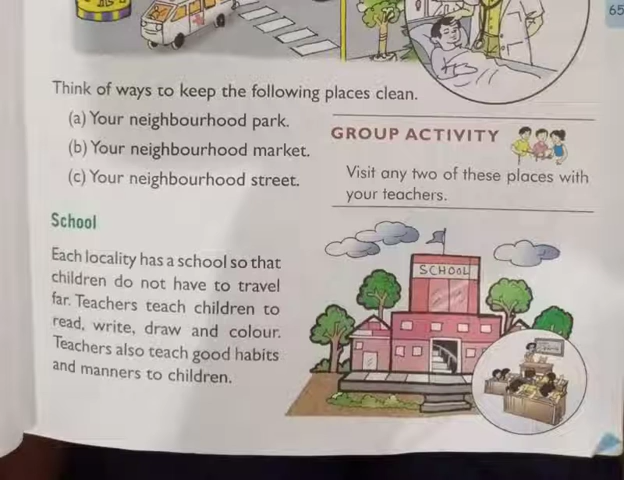 65
Think of ways to keep the following places clean.
(a) Your neighbourhood park.
(b) Your neighbourhood market.
(c) Your neighbourhood street.
GROUP ACTIVITY
Visit any two of these places with
your teachers.
School
Each locality has a school so that
children do not have to travel
far. Teachers teach children to
read, write, draw and colour.
Teachers also teach good habits
and manners to children.
SCHOOL